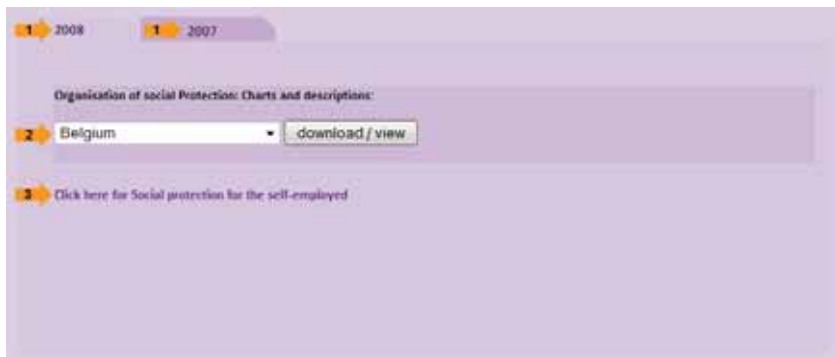 1 2008 1 2007
Organisation of social Protection: Charts and descriptions:
2 Belgium download / view
3 Click here for Social protection for the self-employed